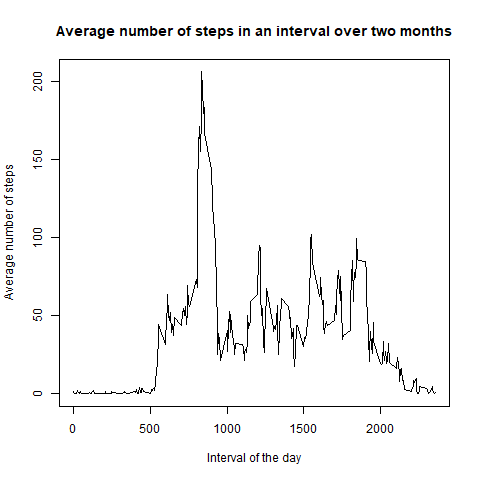 Average number of steps in an interval over two months
Average number of steps
200
150
100
50
0
0 500 1000 1500 2000
Interval of the day